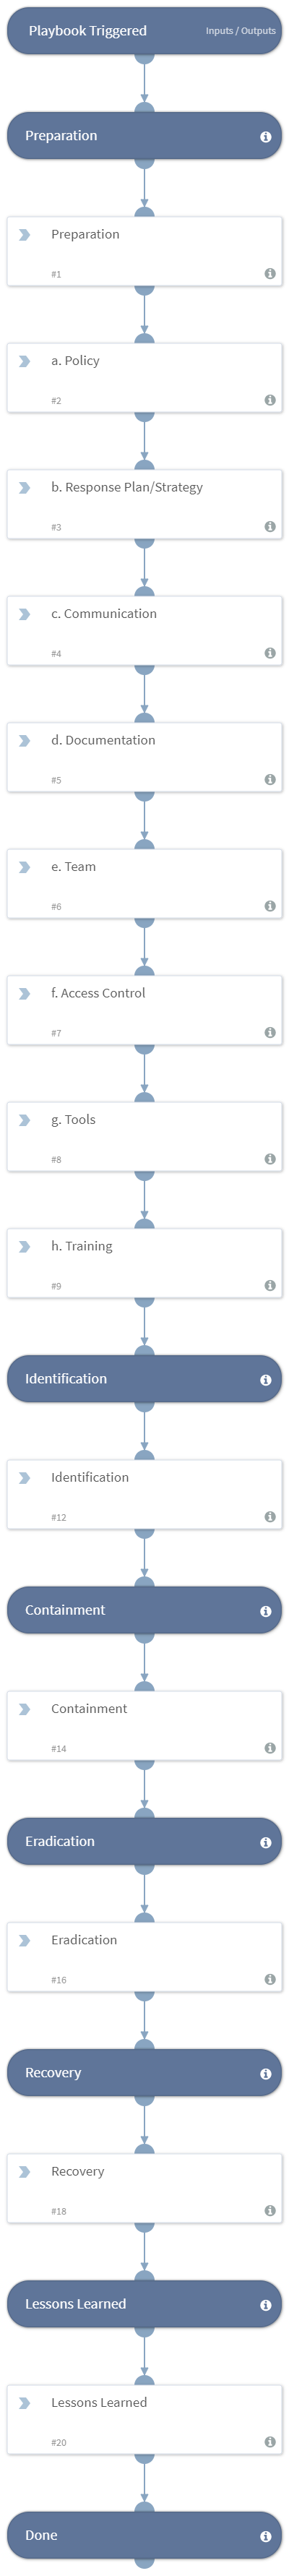 Playbook Triggered Inputs / Outputs
Preparation
Preparation
#1
a. Policy
#2
b. Response Plan/Strategy
#3
c. Communication
#4
d. Documentation
#5
e. Team
#6
f. Access Control
#7
g. Tools
#8
h. Training
#9
Identification
Identification
#12
Containment
Containment
#14
Eradication
Eradication
#16
Recovery
Recovery
#18
Lessons Learned
Lessons Learned
#20
Done